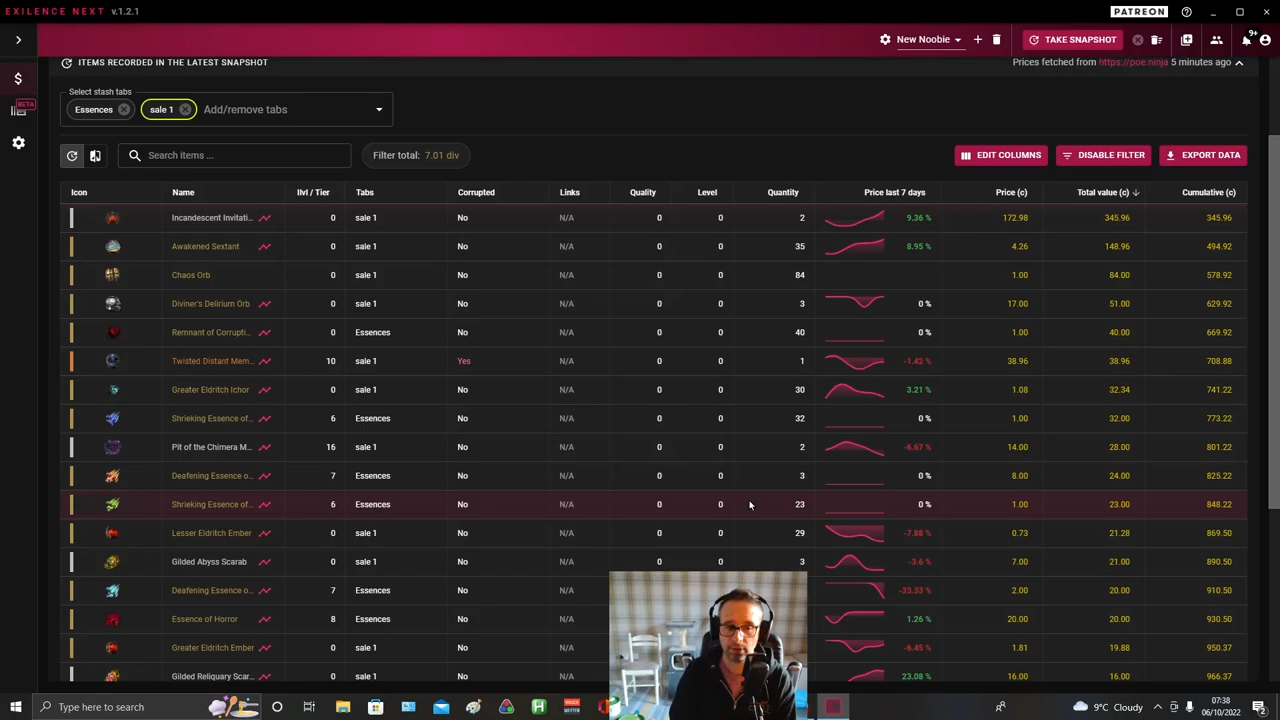 EXILENCE NEXT v.1.2.1
PATREON
New Noobie
TAKE SNAPSHOT
9+
ITEMS RECORDED IN THE LATEST SNAPSHOT
Prices fetched from https://poe.ninja 5 minutes ago
BETA
Select stash tabs
Essences sale 1 Add/remove tabs
Search items ... Filter total: 7.01 div EDIT COLUMNS DISABLE FILTER EXPORT DATA
Icon Name Ilvl / Tier Tabs Corrupted Links Quality Level Quantity Price last 7 days Price (c) Total value (c) Cumulative (c)
Incandescent Invitati... 0 sale 1 No N/A 0 0 2 9.36 % 172.98 345.96 345.96
Awakened Sextant 0 sale 1 No N/A 0 0 35 8.95 % 4.26 148.96 494.92
Chaos Orb 0 sale 1 No N/A 0 0 84 1.00 84.00 578.92
Diviner's Delirium Orb 0 sale 1 No N/A 0 0 3 0 % 17.00 51.00 629.92
Remnant of Corrupti... 0 Essences No N/A 0 0 40 0 % 1.00 40.00 669.92
Twisted Distant Mem... 10 sale 1 Yes N/A 0 0 1 -1.42 % 38.96 38.96 708.88
Greater Eldritch Ichor 0 sale 1 No N/A 0 0 30 3.21 % 1.08 32.34 741.22
Shrieking Essence of... 6 Essences No N/A 0 0 32 0 % 1.00 32.00 773.22
Pit of the Chimera M... 16 sale 1 No N/A 0 0 2 -6.67 % 14.00 28.00 801.22
Deafening Essence o... 7 Essences No N/A 0 0 3 0 % 8.00 24.00 825.22
Shrieking Essence of... 6 Essences No N/A 0 0 23 0 % 1.00 23.00 848.22
Lesser Eldritch Ember 0 sale 1 No N/A 0 0 29 -7.88 % 0.73 21.28 869.50
Gilded Abyss Scarab 0 sale 1 No N/A 0 0 3 -3.6 % 7.00 21.00 890.50
Deafening Essence o... 7 Essences No N/A -33.33 % 2.00 20.00 910.50
Essence of Horror 8 Essences No N/A 1.26 % 20.00 20.00 930.50
Greater Eldritch Ember 0 sale 1 No N/A -6.45 % 1.81 19.88 950.37
Gilded Reliquary Scar... 0 sale 1 No N/A 23.08 % 16.00 16.00 966.37
Type here to search
9°C Cloudy
07:38
06/10/2022